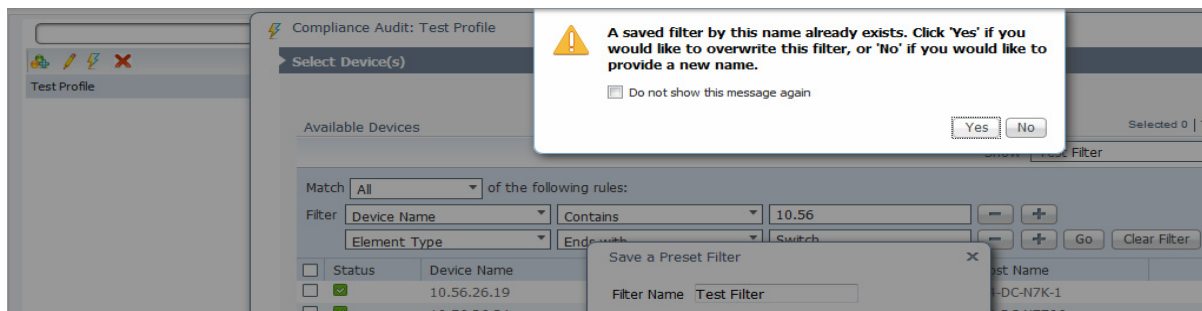 Compliance Audit: Test Profile
A saved filter by this name already exists. Click 'Yes' if you
would like to overwrite this filter, or 'No' if you would like to
provide a new name.
Do not show this message again
Yes No
Select Device(s)
Test Profile
Available Devices
Selected 0 |
Show Test Filter
Match All of the following rules:
Filter Device Name Contains 10.56
Element Type Ends with Switch Go Clear Filter
Save a Preset Filter
Status Device Name Host Name
Filter Name Test Filter
10.56.26.19 -DC-N7K-1